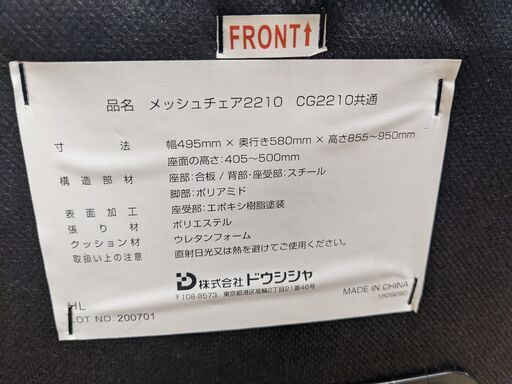 FRONT↑
品名 メッシュチェア2210 CG2210共通
寸法 幅495mm × 奥行き580mm × 高さ855～950mm
座面の高さ:405～500mm
構造部材 座部:合板 / 背部・座受部:スチール
脚部:ポリアミド
表面加工 座受部:エポキシ樹脂塗装
張り材 ポリエステル
クッション材 ウレタンフォーム
取扱い上の注意 直射日光又は熱を避けてご使用ください。
株式会社ドウシシャ
〒108-8573 東京都港区高輪2丁目21番46号
HL
LOT NO. 200701
MADE IN CHINA